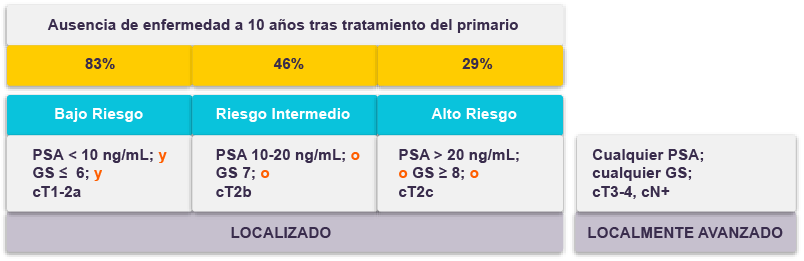 Ausencia de enfermedad a 10 años tras tratamiento del primario
83%
46%
29%
Bajo Riesgo
Riesgo Intermedio
Alto Riesgo
PSA < 10 ng/mL; y
GS ≤ 6; y
cT1-2a
PSA 10-20 ng/mL; o
GS 7; o
cT2b
PSA > 20 ng/mL;
o GS ≥ 8; o
cT2c
Cualquier PSA;
cualquier GS;
cT3-4, cN+
LOCALIZADO
LOCALMENTE AVANZADO